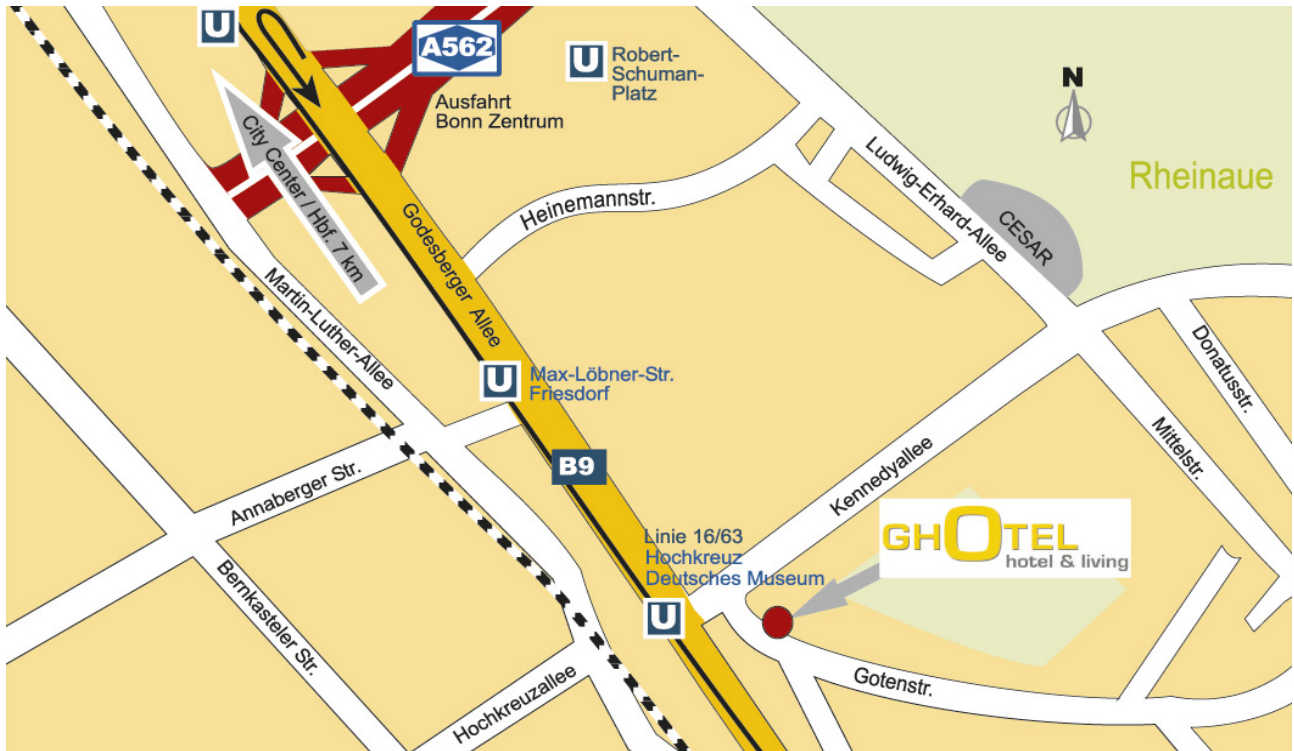 U
A562
Ausfahrt
Bonn Zentrum
U
Robert-
Schuman-
Platz
N
Rheinaue
City Center / Hbf. 7 km
Ludwig-Erhard-Allee
CESAR
Heinemannstr.
Godesberger Allee
Martin-Luther-Allee
U
Max-Löbner-Str.
Friesdorf
Donatusstr.
Mittelstr.
Kennedyallee
B9
Annaberger Str.
GHOTEL
hotel & living
Linie 16/63
Hochkreuz
Deutsches Museum
U
Bernkasteler Str.
Hochkreuzallee
Gotenstr.